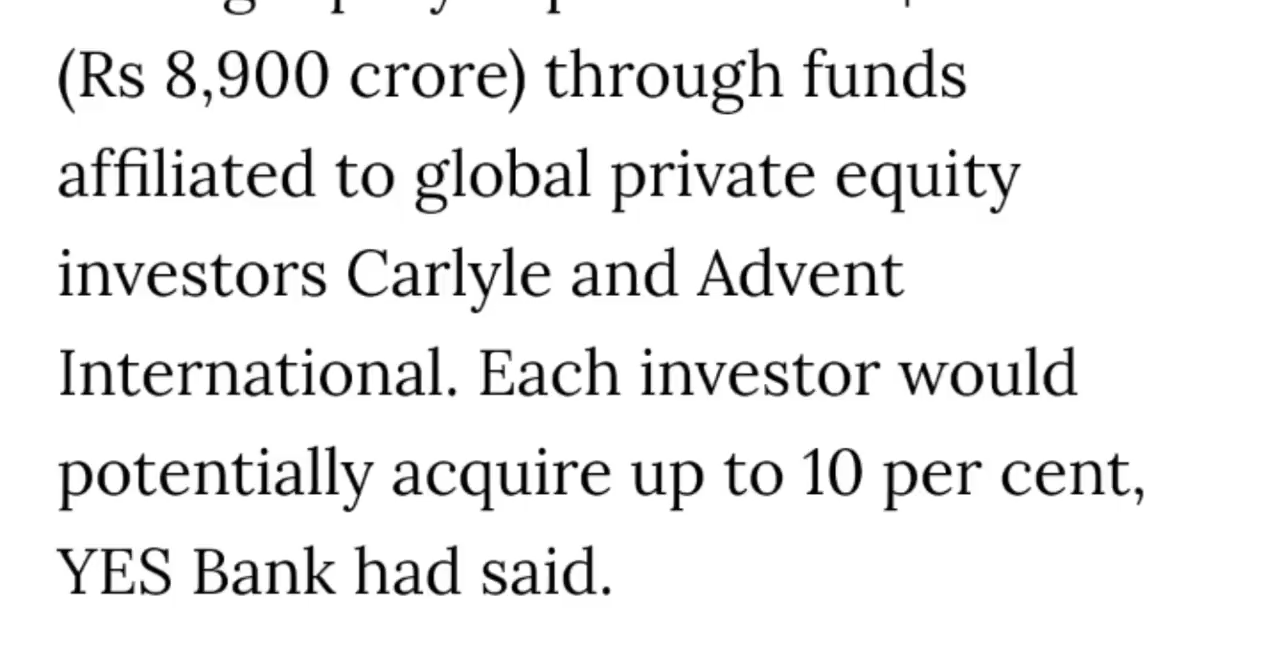 (Rs 8,900 crore) through funds
affiliated to global private equity
investors Carlyle and Advent
International. Each investor would
potentially acquire up to 10 per cent,
YES Bank had said.